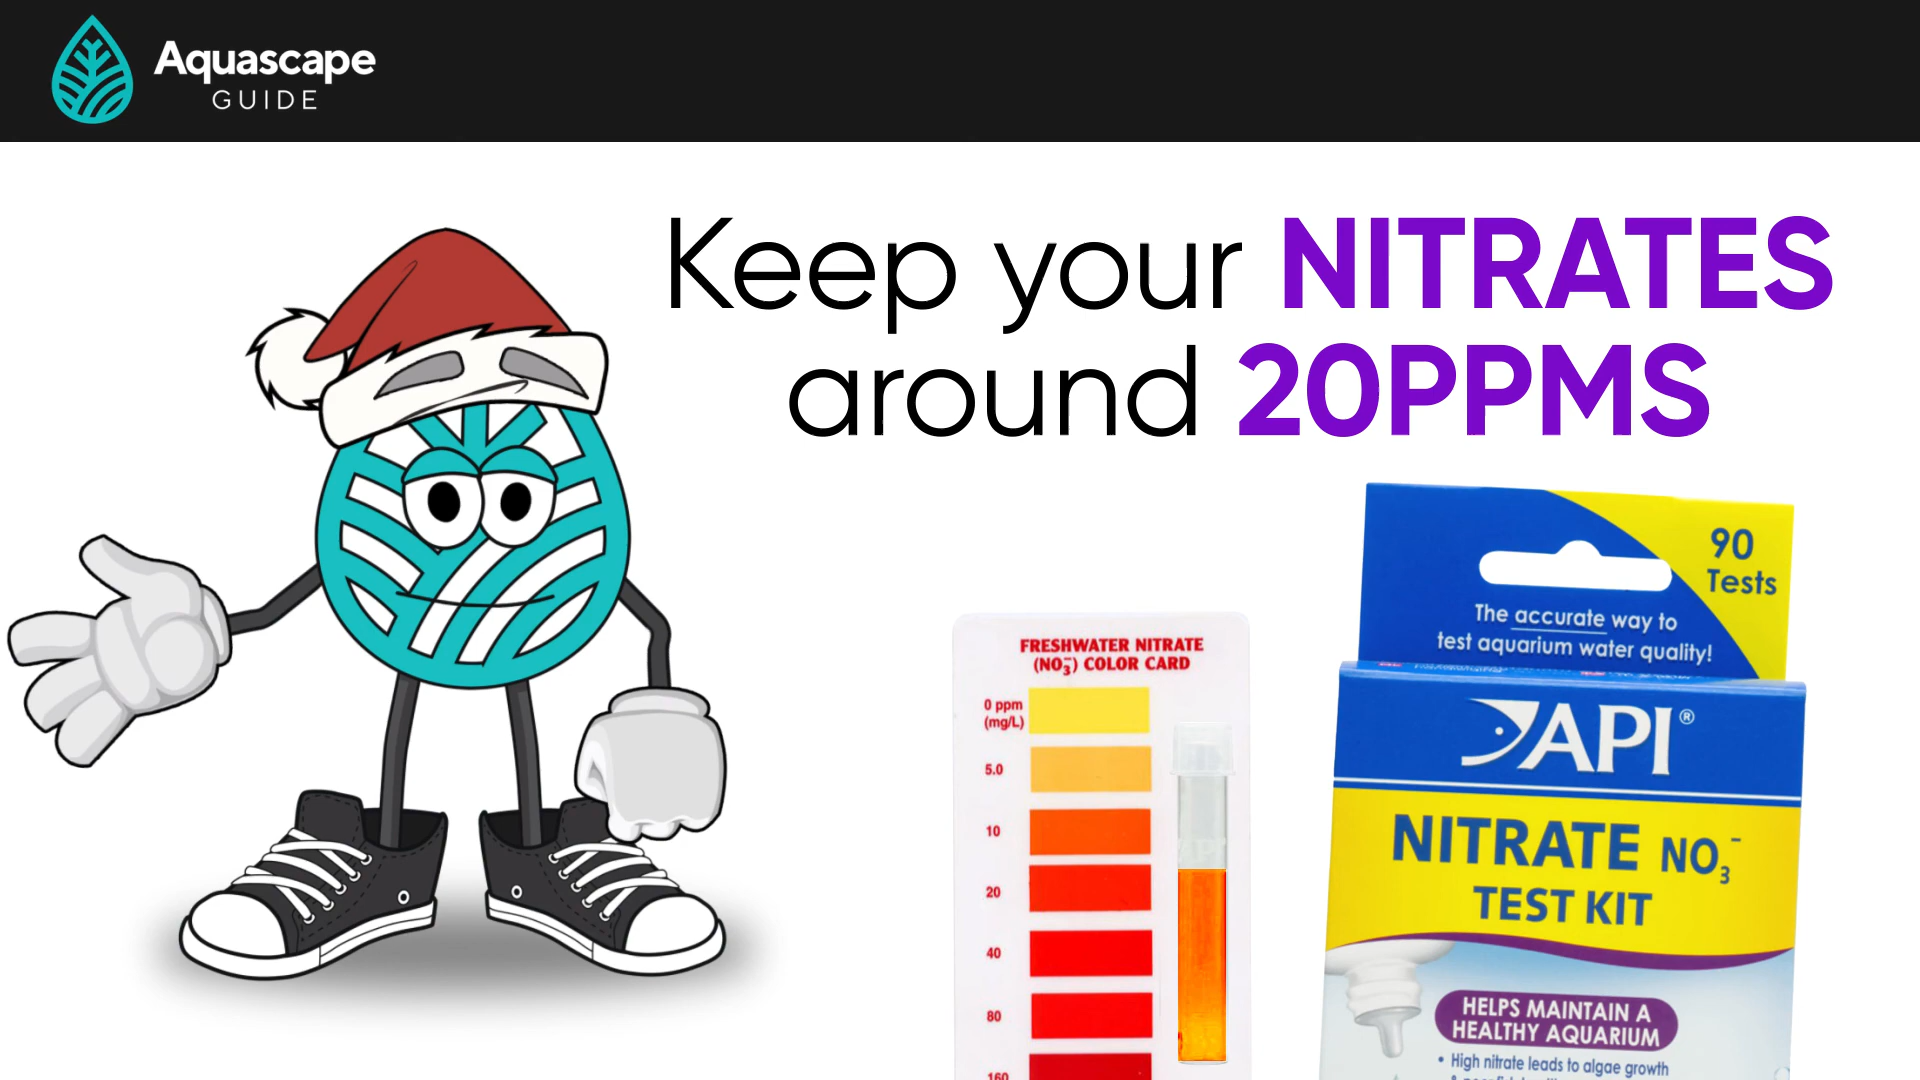 Aquascape
GUIDE
Keep your NITRATES
around 20PPMS
FRESHWATER NITRATE
(NO3-) COLOR CARD
0 ppm
(mg/L)
5.0
10
20
40
80
160
90
Tests
The accurate way to
test aquarium water quality!
API®
NITRATE NO3-
TEST KIT
HELPS MAINTAIN A
HEALTHY AQUARIUM
• High nitrate leads to algae growth